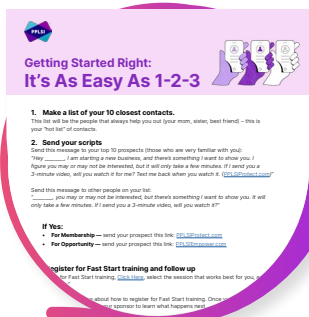 PPLSI
Getting Started Right:
It's As Easy As 1-2-3
1. Make a list of your 10 closest contacts.
This list will be the people that always help you out (your mom, sister, best friend) – this is
your "hot list" of contacts.
2. Send your scripts
Send this message to your top 10 prospects (those who are very familiar with you):
"Hey _______, I am starting a new business, and there's something I want to show you. I
figure you may or may not be interested, but it will only take a few minutes. If I send you a
3-minute video, will you watch it for me? Text me back when you watch it. (PPLSIProtect.com)"
Send this message to other people on your list:
"_______, you may or may not be interested, but there's something I want to show you. It will
only take a few minutes. If I send you a 3-minute video, will you watch it?"
If Yes:
• For Membership — send your prospect this link: PPLSIProtect.com
• For Opportunity — send your prospect this link: PPLSIEmpower.com
egister for Fast Start training and follow up
for Fast Start training, Click Here, select the session that works best for you, a
about how to register for Fast Start training. Once
your sponsor to learn what happens next